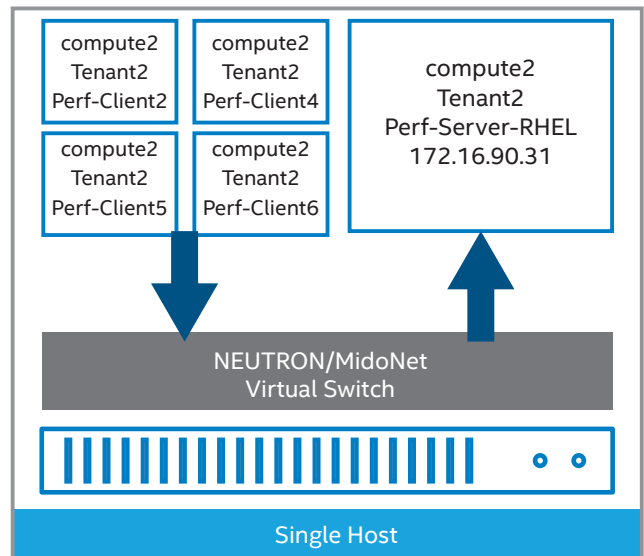 compute2
Tenant2
Perf-Client2
compute2
Tenant2
Perf-Client4
compute2
Tenant2
Perf-Client5
compute2
Tenant2
Perf-Client6
compute2
Tenant2
Perf-Server-RHEL
172.16.90.31
NEUTRON/MidoNet
Virtual Switch
Single Host